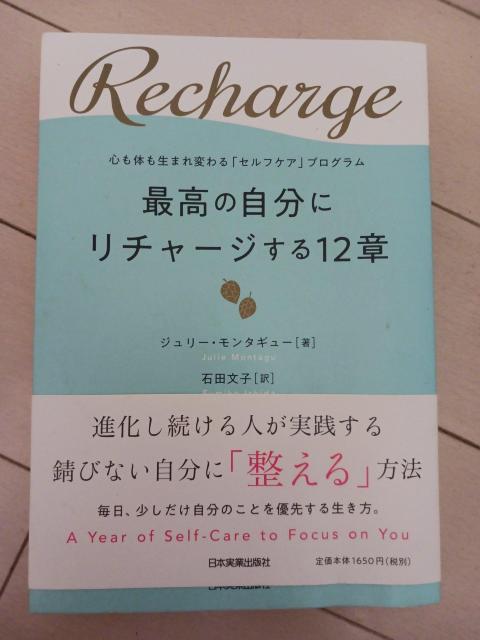 Recharge
心も体も生まれ変わる「セルフケア」プログラム
最高の自分に
リチャージする12章
ジュリー・モンタギュー[著]
Julie Montagu
石田文子[訳]
進化し続ける人が実践する
錆びない自分に「整える」方法
毎日、少しだけ自分のことを優先する生き方。
A Year of Self-Care to Focus on You
日本実業出版社 定価本体1650円(税別)